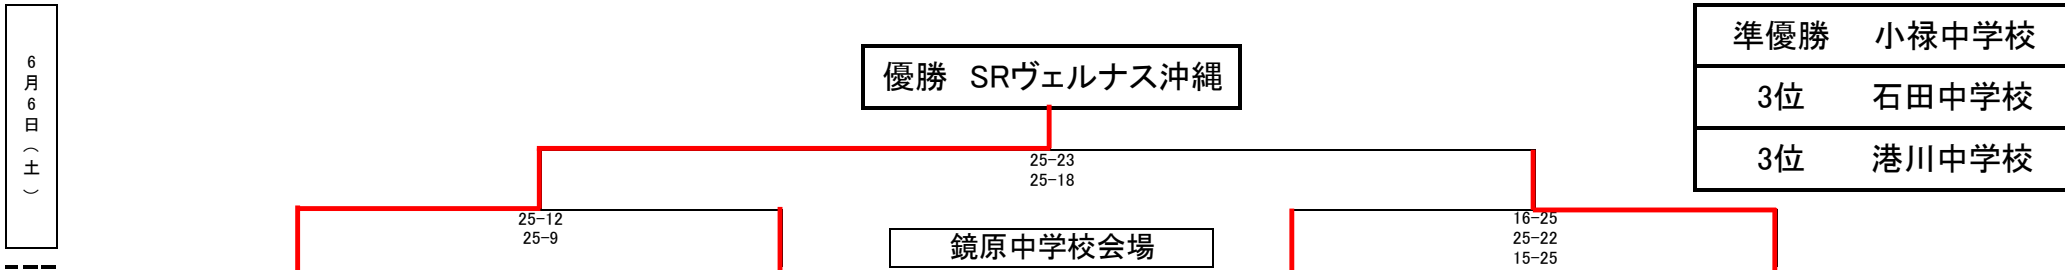 6月6日（土）
優勝　SRヴェルナス沖縄
準優勝　小禄中学校
3位　石田中学校
3位　港川中学校
25-23
25-18
25-12
25-9
鏡原中学校会場
16-25
25-22
15-25